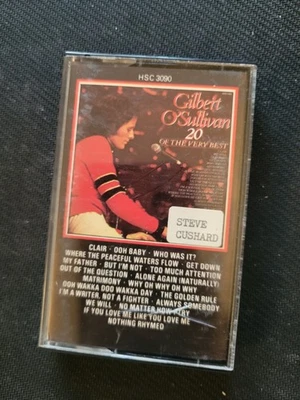 HSC 3090
Gilbert
O'Sullivan
20
OF THE VERY BEST
STEVE
CUSHARD
CLAIR · OOH BABY · WHO WAS IT?
WHERE THE PEACEFUL WATERS FLOW · GET DOWN
MY FATHER · BUT I'M NOT · TOO MUCH ATTENTION
OUT OF THE QUESTION · ALONE AGAIN (NATURALLY)
MATRIMONY · WHY OH WHY OH WHY
OOH WAKKA DOO WAKKA DAY · THE GOLDEN RULE
I'M A WRITER, NOT A FIGHTER · ALWAYS SOMEBODY
WE WILL · NO MATTER HOW I TRY
IF YOU LOVE ME LIKE YOU LOVE ME
NOTHING RHYMED